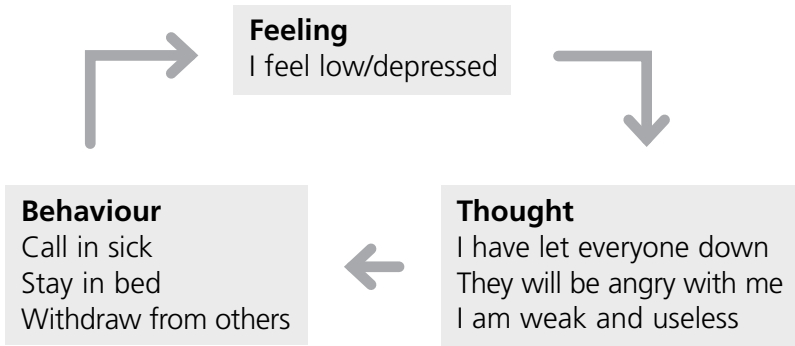 Feeling
I feel low/depressed
Behaviour
Call in sick
Stay in bed
Withdraw from others
Thought
I have let everyone down
They will be angry with me
I am weak and useless